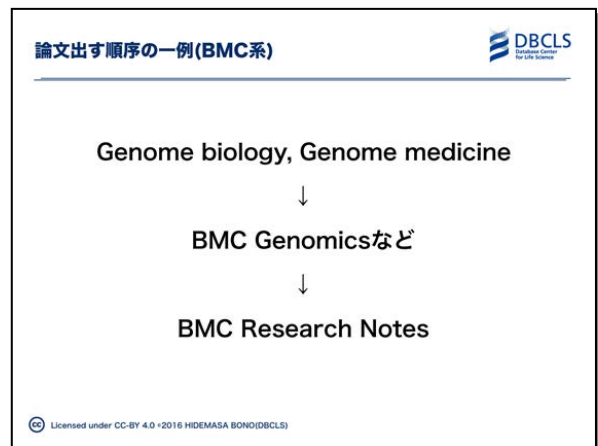 論文出す順序の一例(BMC系)
DBCLS
Database Center
for Life Science
Genome biology, Genome medicine
↓
BMC Genomicsなど
↓
BMC Research Notes
cc Licensed under CC-BY 4.0 ©2016 HIDEMASA BONO(DBCLS)